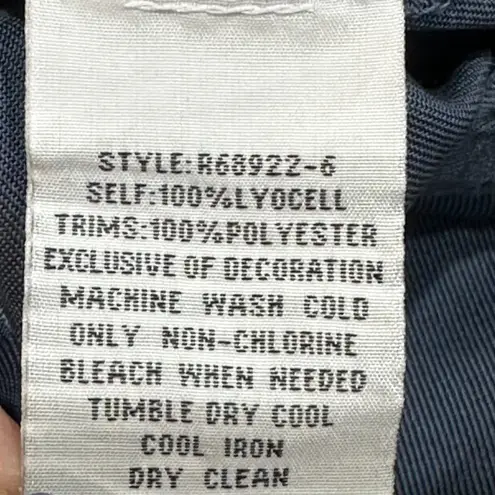 STYLE:R68922-6
SELF:100%LYOCELL
TRIMS:100%POLYESTER
EXCLUSIVE OF DECORATION
MACHINE WASH COLD
ONLY NON-CHLORINE
BLEACH WHEN NEEDED
TUMBLE DRY COOL
COOL IRON
DRY CLEAN